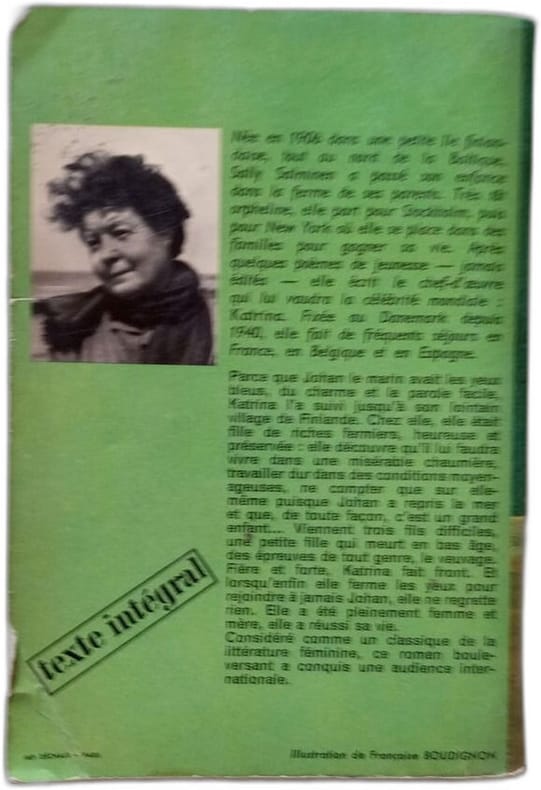 Née en 1906 dans une petite île finlan-
daise, tout au nord de la Baltique,
Sally Salminen a passé son enfance
dans la ferme de ses parents. Très tôt
orpheline, elle part pour Stockholm, puis
pour New York où elle se place dans des
familles pour gagner sa vie. Après
quelques poèmes de jeunesse — jamais
édités — elle écrit le chef-d'œuvre
qui lui vaudra la célébrité mondiale :
Katrina. Fixée au Danemark depuis
1940, elle fait de fréquents séjours en
France, en Belgique et en Espagne.
Parce que Johan le marin avait les yeux
bleus, du charme et la parole facile,
Katrina l'a suivi jusqu'à son lointain
village de Finlande. Chez elle, elle était
fille de riches fermiers, heureuse et
préservée : elle découvre qu'il lui faudra
vivre dans une misérable chaumière,
travailler dur dans des conditions moyen-
ageuses, ne compter que sur elle-
même puisque Johan a repris la mer
et que, de toute façon, c'est un grand
enfant... Viennent trois fils difficiles,
une petite fille qui meurt en bas âge,
des épreuves de tout genre, le veuvage.
Fière et forte, Katrina fait front. Et
lorsqu'enfin elle ferme les yeux pour
rejoindre à jamais Johan, elle ne regrette
rien. Elle a été pleinement femme et
mère, elle a réussi sa vie.
Considéré comme un classique de la
littérature féminine, ce roman boule-
versant a conquis une audience inter-
nationale.
texte intégral
Illustration de Françoise BOUDIGNON